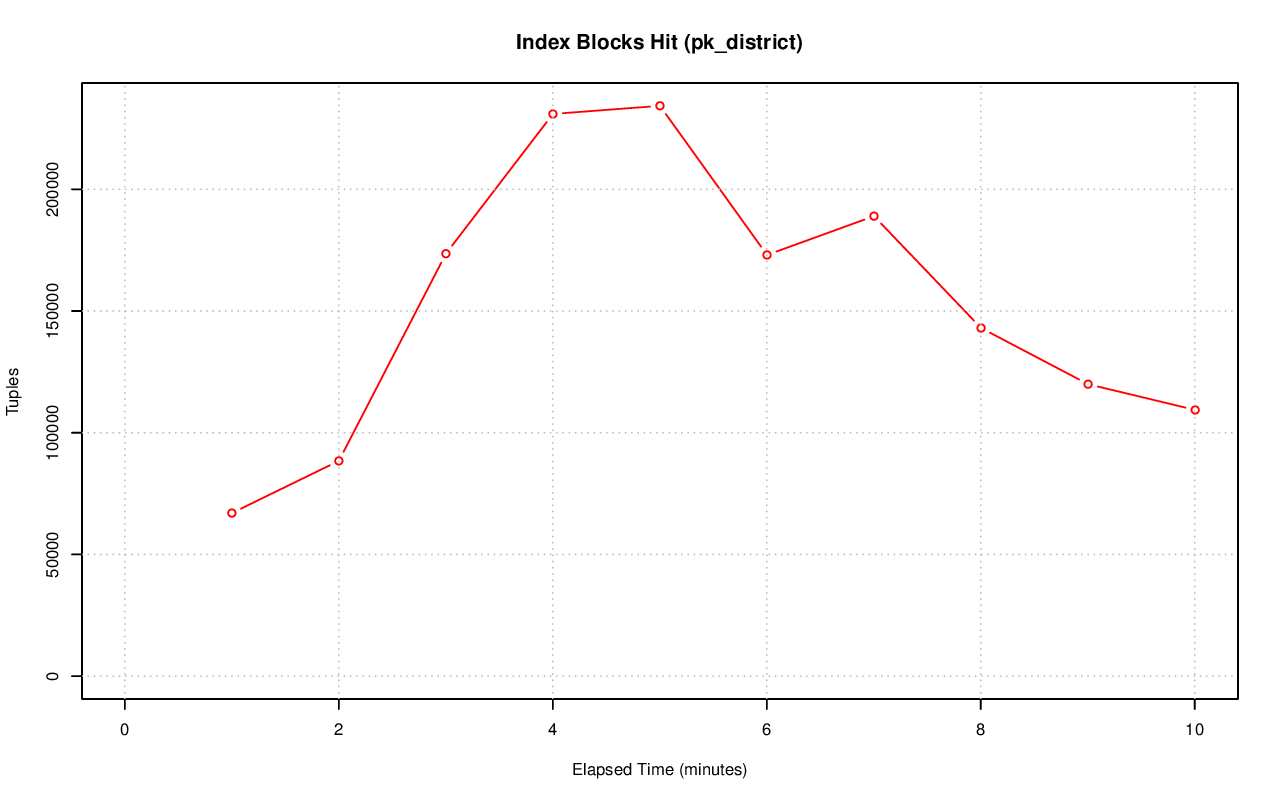 Index Blocks Hit (pk_district)
Tuples
200000
150000
100000
50000
0
0 2 4 6 8 10
Elapsed Time (minutes)